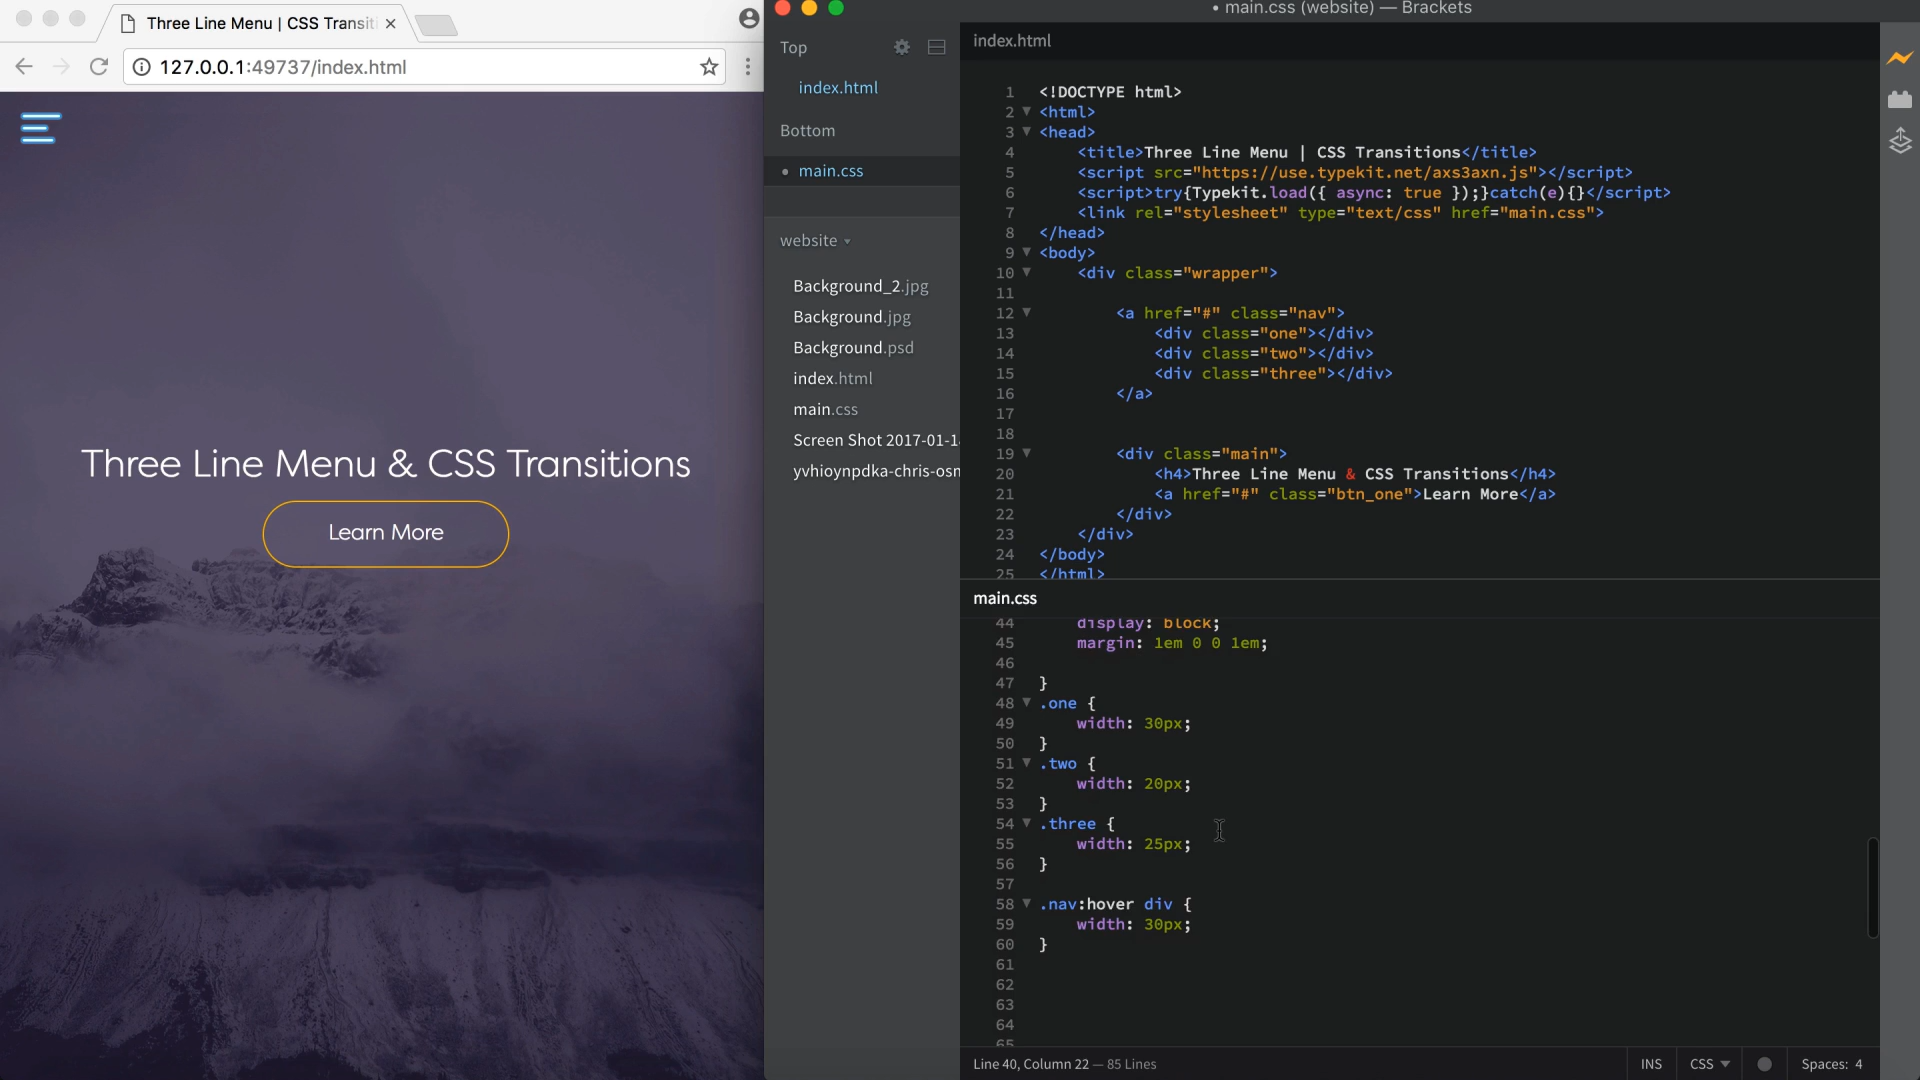 Three Line Menu | CSS Transiti
127.0.0.1:49737/index.html
Three Line Menu & CSS Transitions
Learn More
• main.css (website) — Brackets
Top
index.html
Bottom
• main.css
website
Background_2.jpg
Background.jpg
Background.psd
index.html
main.css
Screen Shot 2017-01-1
yvhioynpdka-chris-osn
index.html
1 <!DOCTYPE html>
2 <html>
3 <head>
4 <title>Three Line Menu | CSS Transitions</title>
5 <script src="https://use.typekit.net/axs3axn.js"></script>
6 <script>try{Typekit.load({ async: true });}catch(e){}</script>
7 <link rel="stylesheet" type="text/css" href="main.css">
8 </head>
9 <body>
10 <div class="wrapper">
11
12 <a href="#" class="nav">
13 <div class="one"></div>
14 <div class="two"></div>
15 <div class="three"></div>
16 </a>
17
18
19 <div class="main">
20 <h4>Three Line Menu & CSS Transitions</h4>
21 <a href="#" class="btn_one">Learn More</a>
22 </div>
23 </div>
24 </body>
25 </html>
main.css
44 display: block;
45 margin: 1em 0 0 1em;
46
47 }
48 .one {
49 width: 30px;
50 }
51 .two {
52 width: 20px;
53 }
54 .three {
55 width: 25px;
56 }
57
58 .nav:hover div {
59 width: 30px;
60 }
61
62
63
64
65
Line 40, Column 22 — 85 Lines
INS
CSS
Spaces: 4